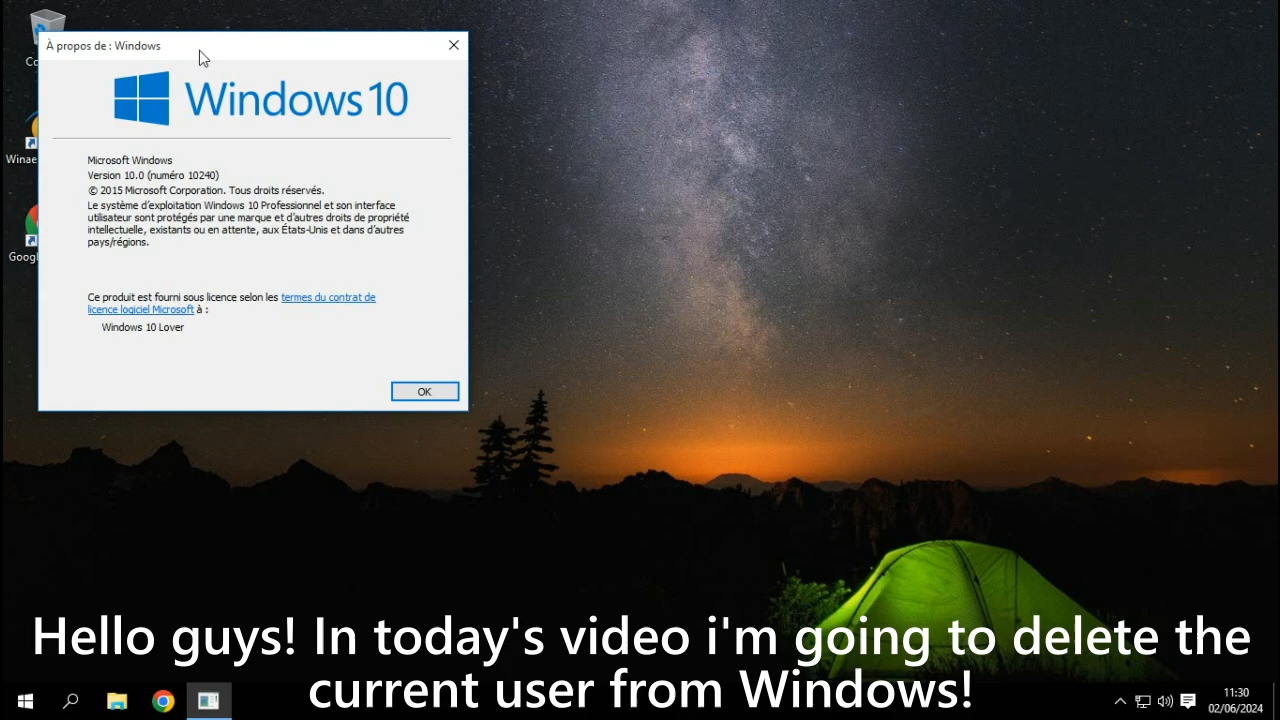 À propos de : Windows
Windows 10
Microsoft Windows
Version 10.0 (numéro 10240)
© 2015 Microsoft Corporation. Tous droits réservés.
Le système d'exploitation Windows 10 Professionnel et son interface
utilisateur sont protégés par une marque et d'autres droits de propriété
intellectuelle, existants ou en attente, aux États-Unis et dans d'autres
pays/régions.
Ce produit est fourni sous licence selon les termes du contrat de
licence logiciel Microsoft à :
Windows 10 Lover
OK
Hello guys! In today's video i'm going to delete the
current user from Windows!
11:30
02/06/2024